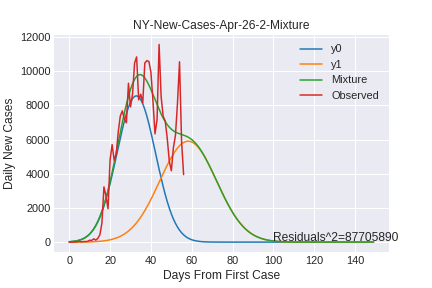 NY-New-Cases-Apr-26-2-Mixture
12000
10000
8000
6000
4000
2000
0
Daily New Cases
y0
y1
Mixture
Observed
Residuals^2=87705890
0 20 40 60 80 100 120 140
Days From First Case